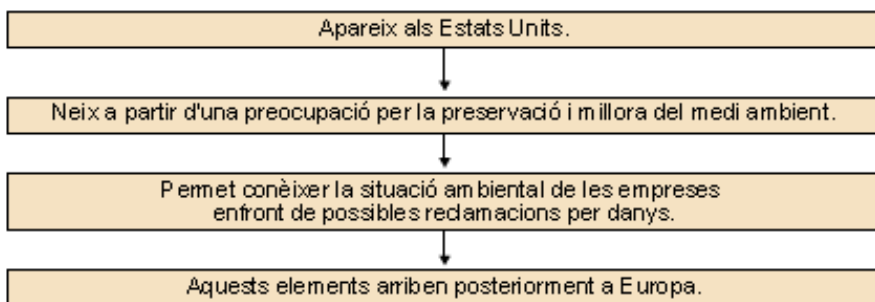 Apareix als Estats Units.
Neix a partir d'una preocupació per la preservació i millora del medi ambient.
Permet conèixer la situació ambiental de les empreses
enfront de possibles reclamacions per danys.
Aquests elements arriben posteriorment a Europa.